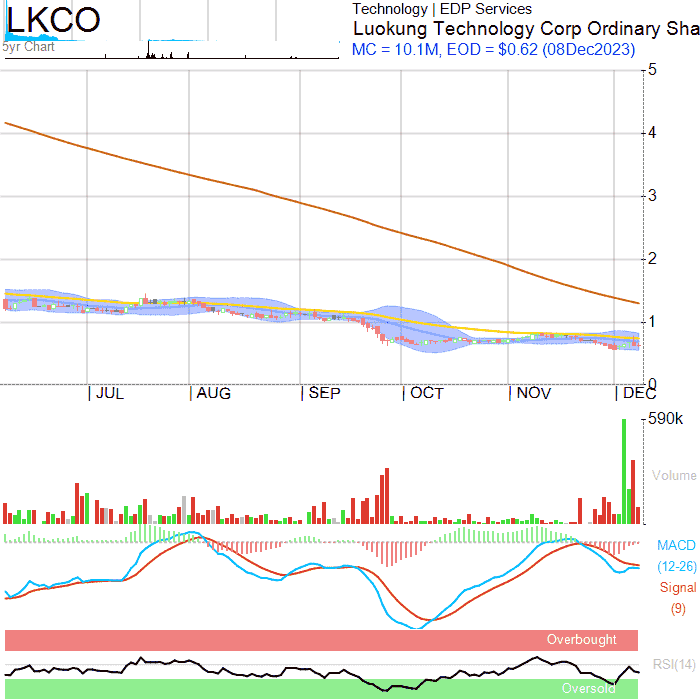 LKCO
5yr Chart
Technology | EDP Services
Luokung Technology Corp Ordinary Sha
MC = 10.1M, EOD = $0.62 (08Dec2023)
5
4
3
2
1
0
JUL AUG SEP OCT NOV DEC
590k
Volume
MACD
(12-26)
Signal
(9)
Overbought
RSI(14)
Oversold